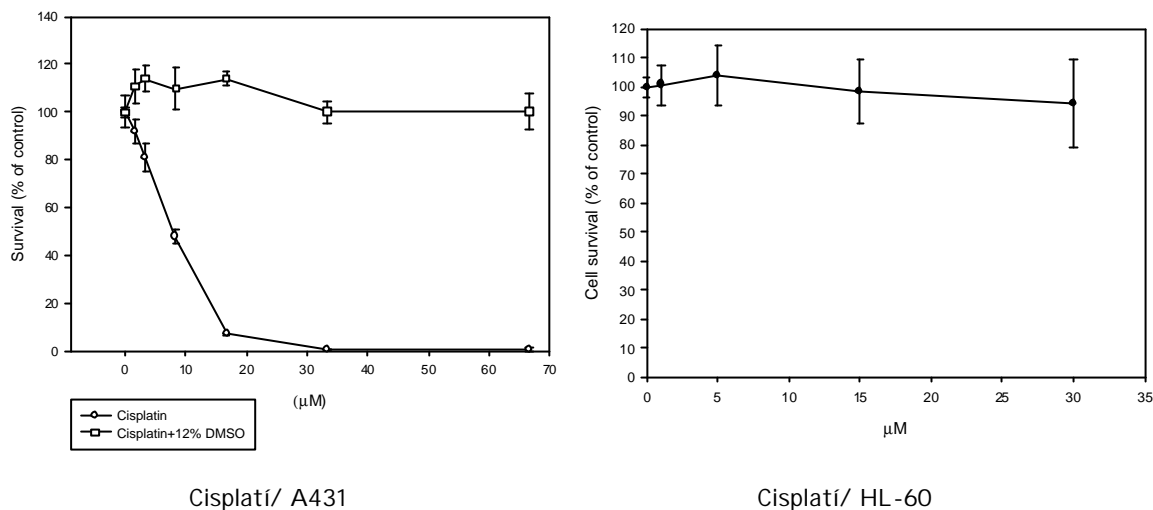 140
120
100
80
60
40
20
0
Survival (% of control)
0 10 20 30 40 50 60 70
(μM)
Cisplatin
Cisplatin+12% DMSO
Cisplatí/ A431
120
110
100
90
80
70
60
50
40
30
20
10
0
Cell survival (% of control)
0 5 10 15 20 25 30 35
μM
Cisplatí/ HL-60